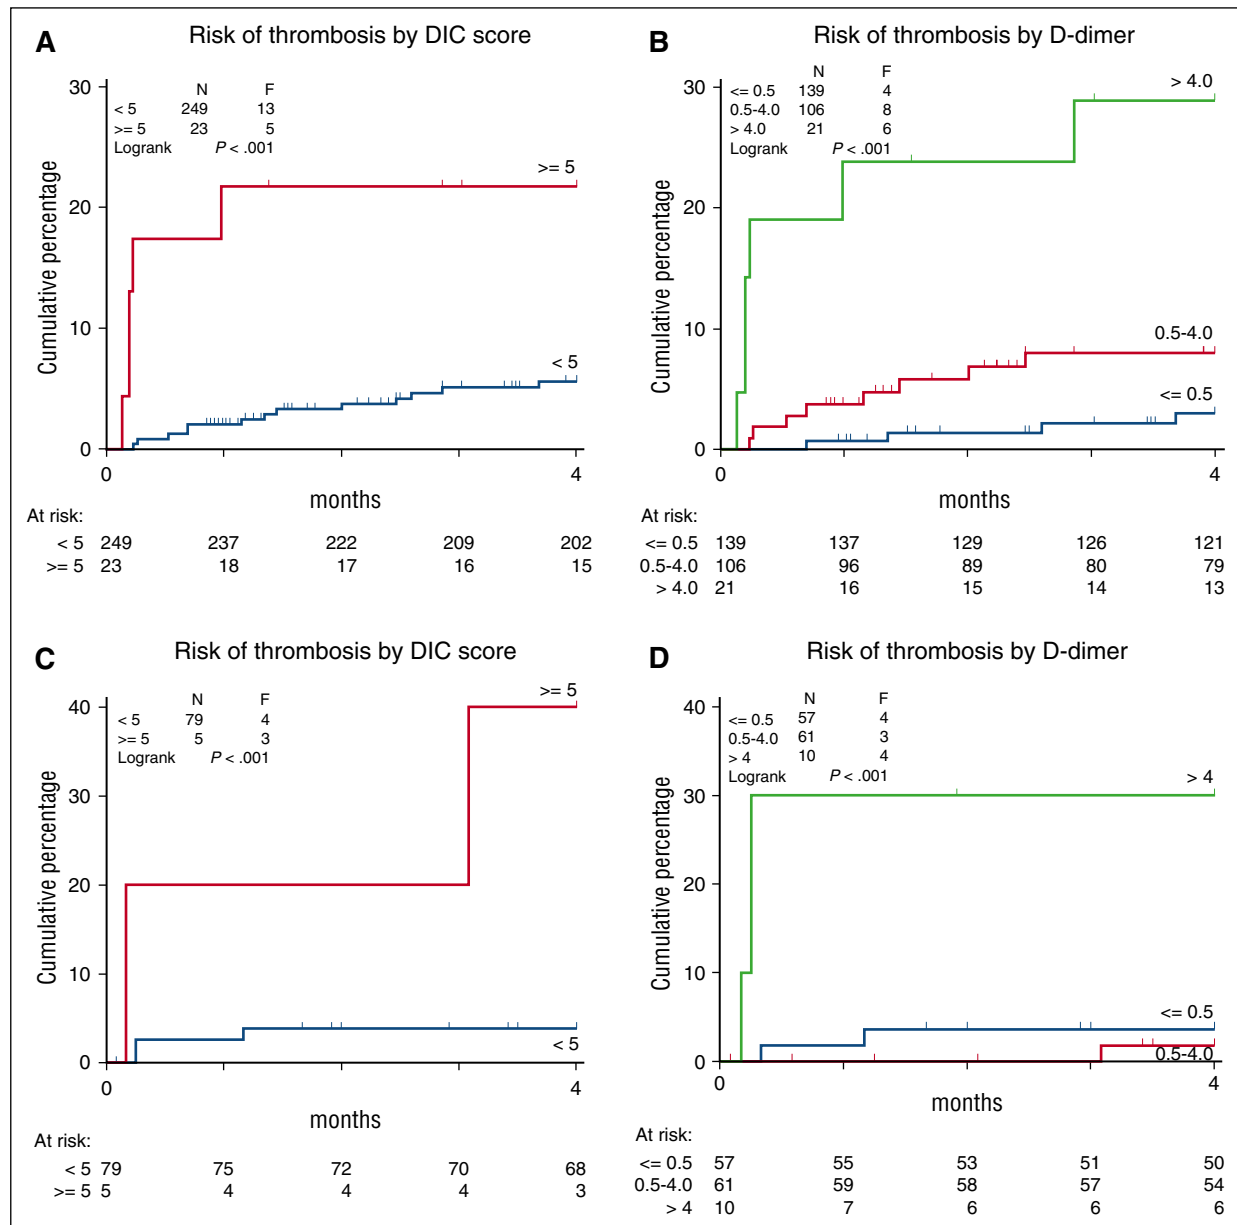 A
Risk of thrombosis by DIC score
N F
< 5 249 13
>= 5 23 5
Logrank P < .001
30
20
10
0
Cumulative percentage
>= 5
< 5
0 4
months
At risk:
< 5 249 237 222 209 202
>= 5 23 18 17 16 15
B
Risk of thrombosis by D-dimer
N F
<= 0.5 139 4
0.5-4.0 106 8
> 4.0 21 6
Logrank P < .001
30
20
10
0
Cumulative percentage
> 4.0
0.5-4.0
<= 0.5
0 4
months
At risk:
<= 0.5 139 137 129 126 121
0.5-4.0 106 96 89 80 79
> 4.0 21 16 15 14 13
C
Risk of thrombosis by DIC score
N F
< 5 79 4
>= 5 5 3
Logrank P < .001
40
30
20
10
0
Cumulative percentage
>= 5
< 5
0 4
months
At risk:
< 5 79 75 72 70 68
>= 5 5 4 4 4 3
D
Risk of thrombosis by D-dimer
N F
<= 0.5 57 4
0.5-4.0 61 3
> 4 10 4
Logrank P < .001
40
30
20
10
0
Cumulative percentage
> 4
<= 0.5
0.5-4.0
0 4
months
At risk:
<= 0.5 57 55 53 51 50
0.5-4.0 61 59 58 57 54
> 4 10 7 6 6 6